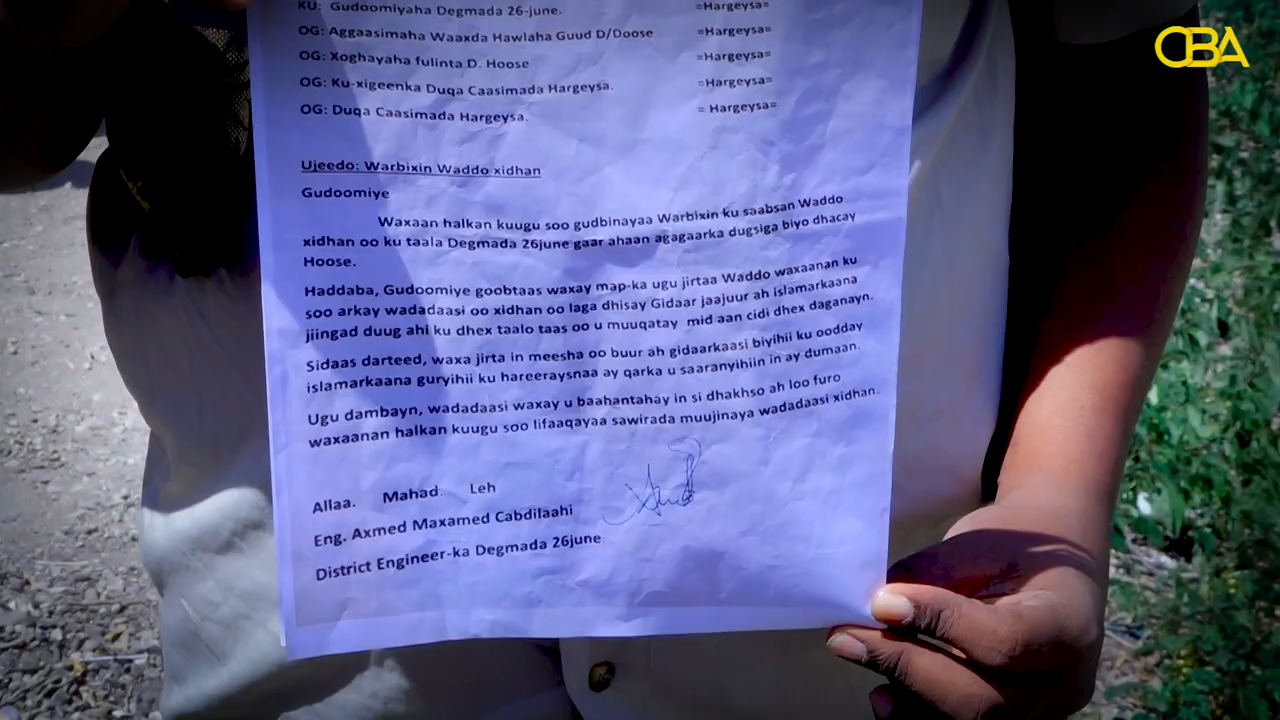 OBA
KU: Gudoomiyaha Degmada 26-june. =Hargeysa=
OG: Aggaasimaha Waaxda Hawlaha Guud D/Doose =Hargeysa=
OG: Xoghayaha fulinta D. Hoose =Hargeysa=
OG: Ku-xigeenka Duqa Caasimada Hargeysa. =Hargeysa=
OG: Duqa Caasimada Hargeysa. = Hargeysa=
Ujeedo: Warbixin Waddo xidhan
Gudoomiye
Waxaan halkan kuugu soo gudbinayaa Warbixin ku saabsan Waddo
xidhan oo ku taala Degmada 26june gaar ahaan agagaarka dugsiga biyo dhacay
Hoose.
Haddaba, Gudoomiye goobtaas waxay map-ka ugu jirtaa Waddo waxaanan ku
soo arkay wadadaasi oo xidhan oo laga dhisay Gidaar jaajuur ah islamarkaana
jiingad duug ahi ku dhex taalo taas oo u muuqatay mid aan cidi dhex daganayn.
Sidaas darteed, waxa jirta in meesha oo buur ah gidaarkaasi biyihii ku oodday
islamarkaana guryihii ku hareeraysnaa ay qarka u saaranyihiin in ay dumaan.
Ugu dambayn, wadadaasi waxay u baahantahay in si dhakhso ah loo furo
waxaanan halkan kuugu soo lifaaqayaa sawirada muujinaya wadadaasi xidhan.
Allaa. Mahad Leh
Eng. Axmed Maxamed Cabdilaahi
District Engineer-ka Degmada 26june